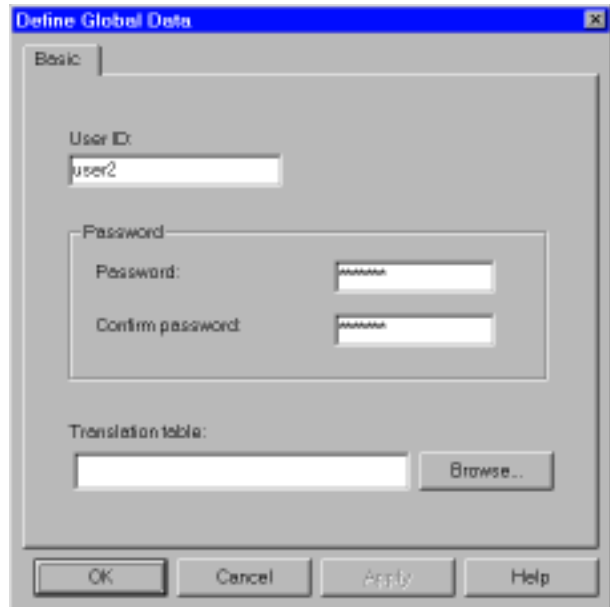 Define Global Data
Basic
User ID:
user2
Password
Password:
*******
Confirm password:
*******
Translation table:
Browse...
OK Cancel Apply Help